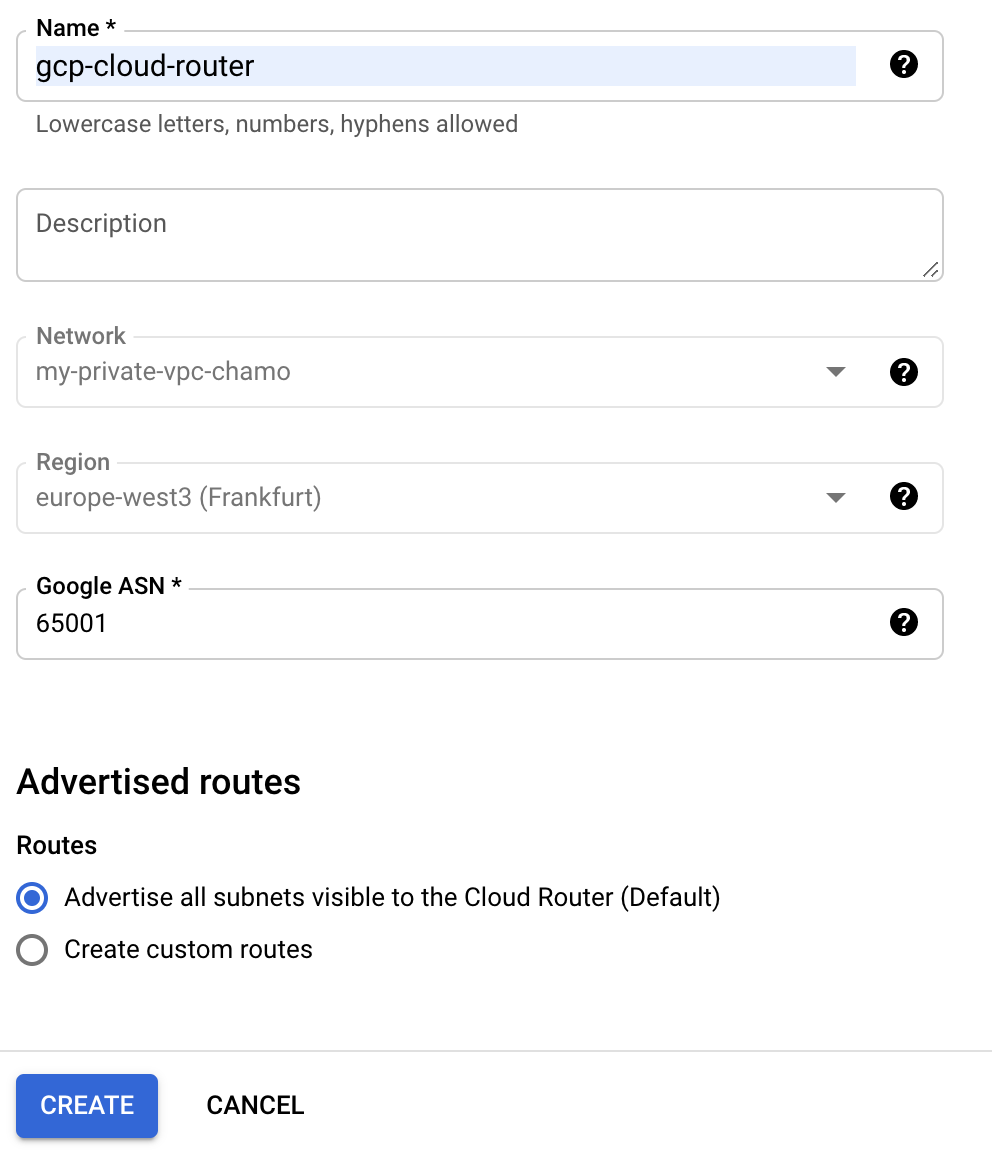 Name *
gcp-cloud-router
Lowercase letters, numbers, hyphens allowed
Description
Network
my-private-vpc-chamo
Region
europe-west3 (Frankfurt)
Google ASN *
65001
Advertised routes
Routes
Advertise all subnets visible to the Cloud Router (Default)
Create custom routes
CREATE CANCEL